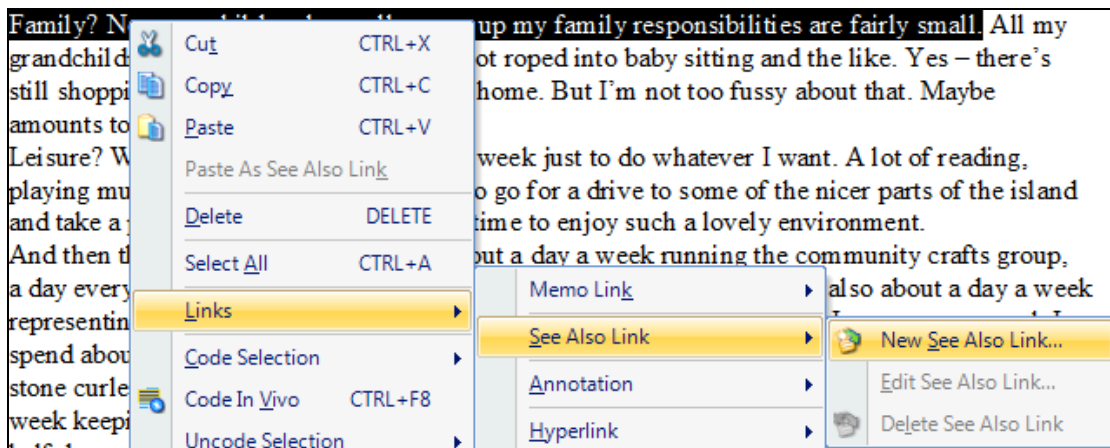 Family? N up my family responsibilities are fairly small. All my
grandchild ot roped into baby sitting and the like. Yes – there's
still shoppi home. But I'm not too fussy about that. Maybe
amounts to
Leisure? W week just to do whatever I want. A lot of reading,
playing mu o go for a drive to some of the nicer parts of the island
and take a time to enjoy such a lovely environment.
And then th out a day a week running the community crafts group,
a day every also about a day a week
representin
spend abou
stone curle
week keepi
Cut CTRL+X
Copy CTRL+C
Paste CTRL+V
Paste As See Also Link
Delete DELETE
Select All CTRL+A
Links
Code Selection
Code In Vivo CTRL+F8
Uncode Selection
Memo Link
See Also Link
Annotation
Hyperlink
New See Also Link...
Edit See Also Link...
Delete See Also Link